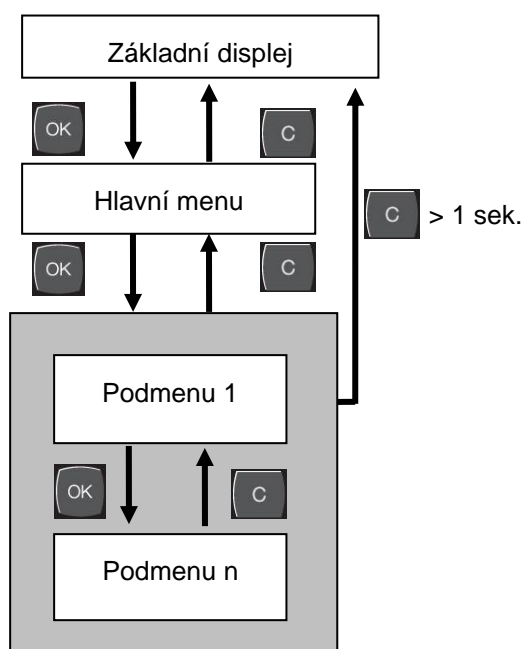 Základní displej
OK
C
Hlavní menu
C > 1 sek.
OK
C
Podmenu 1
OK
C
Podmenu n